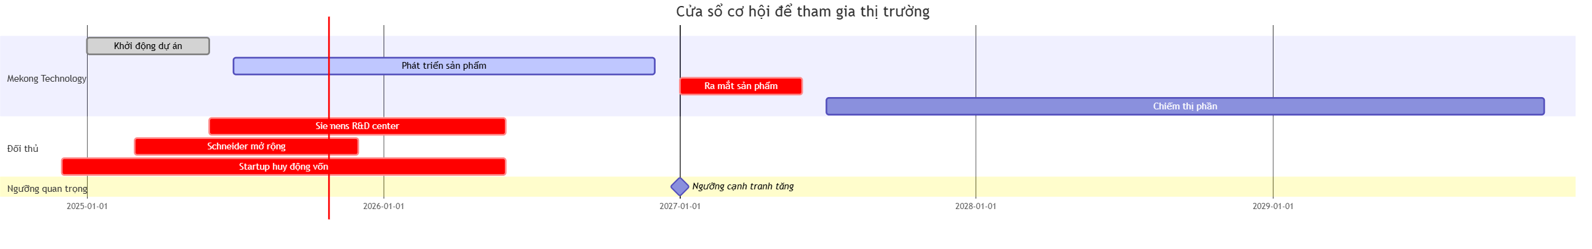 Cửa sổ cơ hội để tham gia thị trường
Khởi động dự án
Phát triển sản phẩm
Mekong Technology
Ra mắt sản phẩm
Chiếm thị phần
Siemens R&D center
Schneider mở rộng
Đối thủ
Startup huy động vốn
Ngưỡng quan trọng
Ngưỡng cạnh tranh tăng
2025-01-01
2026-01-01
2027-01-01
2028-01-01
2029-01-01